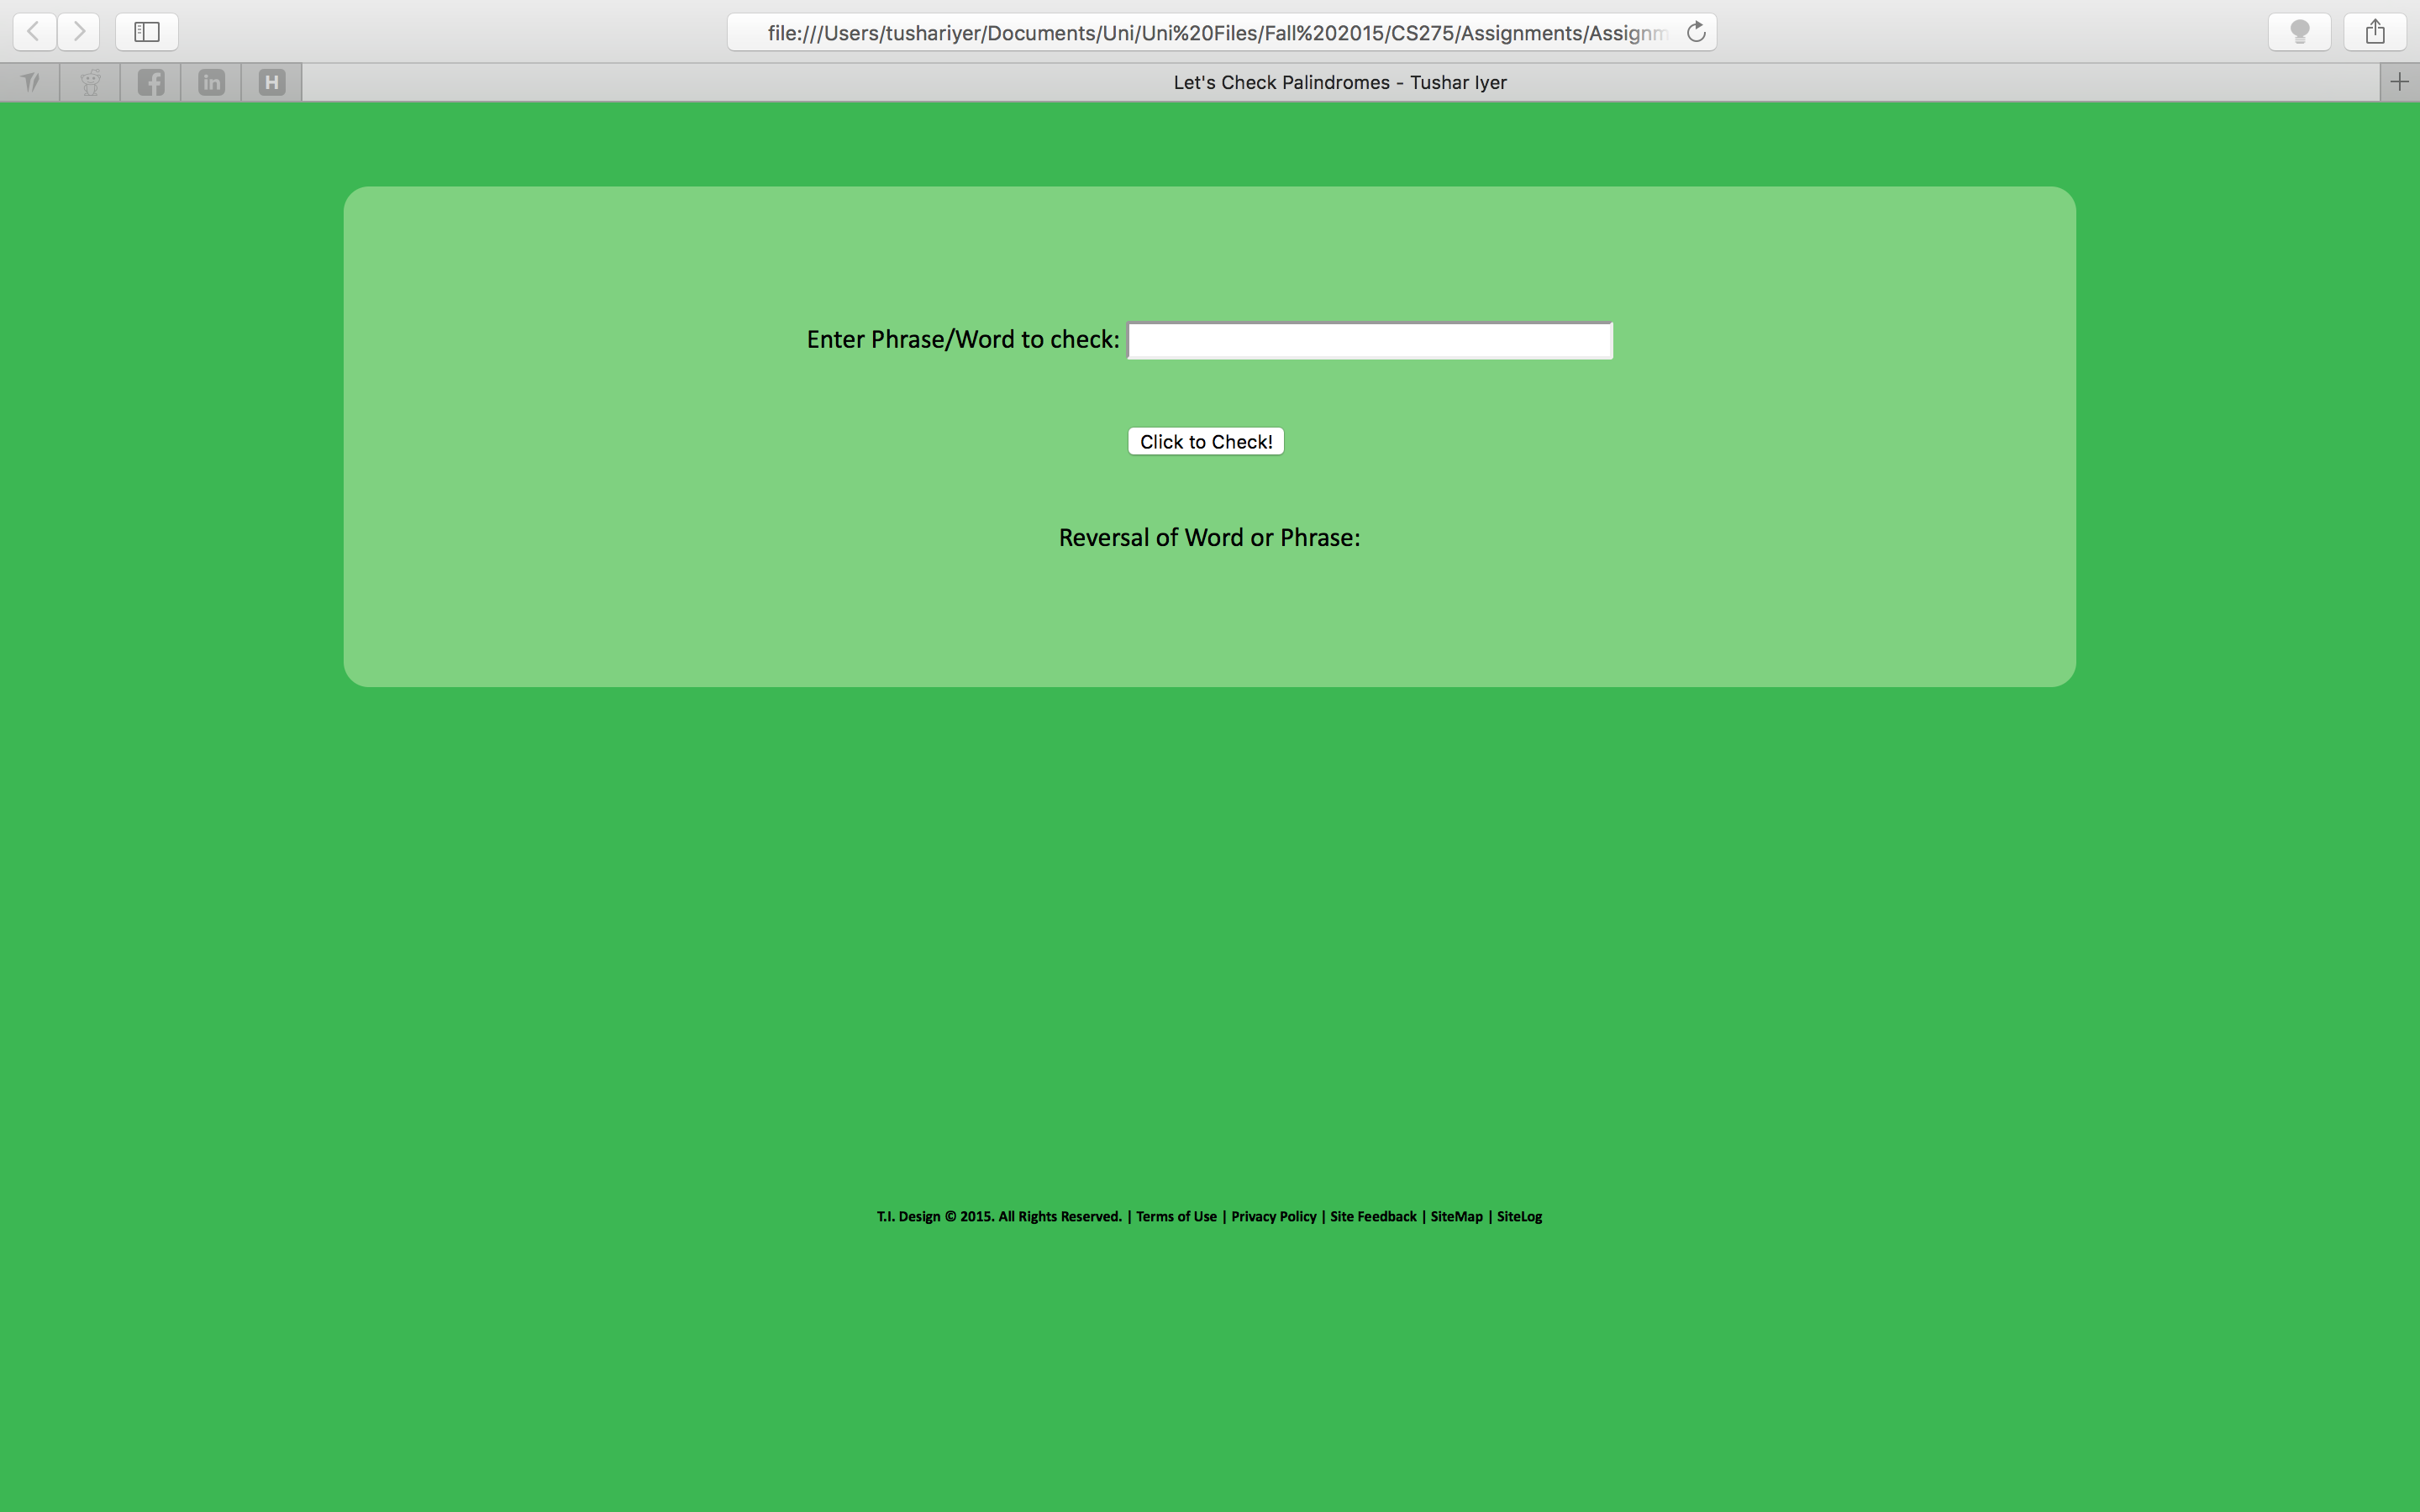 file:///Users/tushariyer/Documents/Uni/Uni%20Files/Fall%202015/CS275/Assignments/Assignm
in
H
Let's Check Palindromes - Tushar Iyer
Enter Phrase/Word to check:
Click to Check!
Reversal of Word or Phrase:
T.I. Design © 2015. All Rights Reserved. | Terms of Use | Privacy Policy | Site Feedback | SiteMap | SiteLog